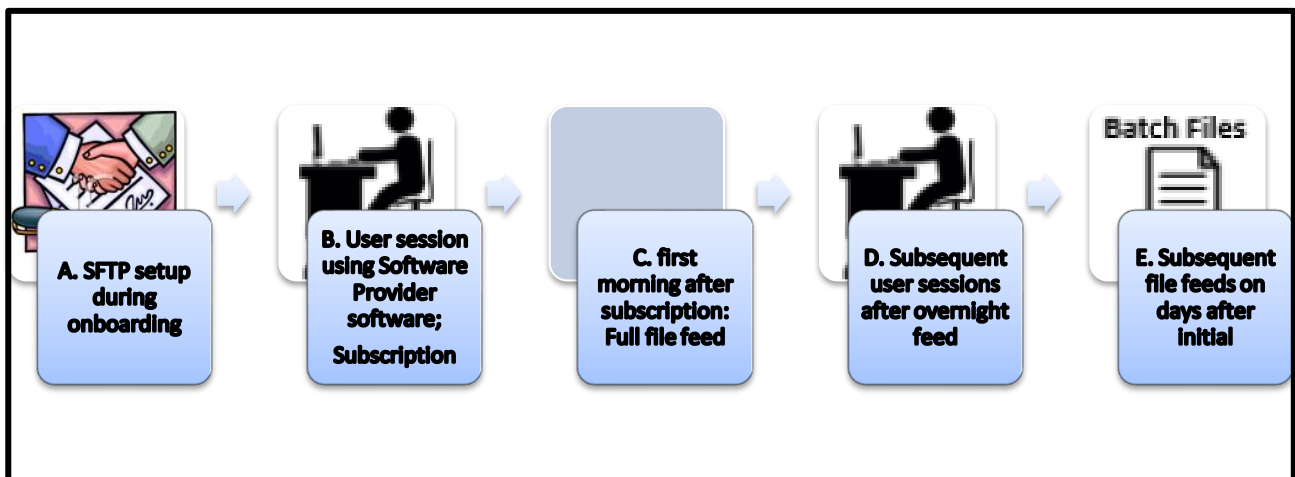 A. SFTP setup
during
onboarding
B. User session
using Software
Provider
software;
Subscription
C. first
morning after
subscription:
Full file feed
D. Subsequent
user sessions
after overnight
feed
Batch Files
E. Subsequent
file feeds on
days after
initial